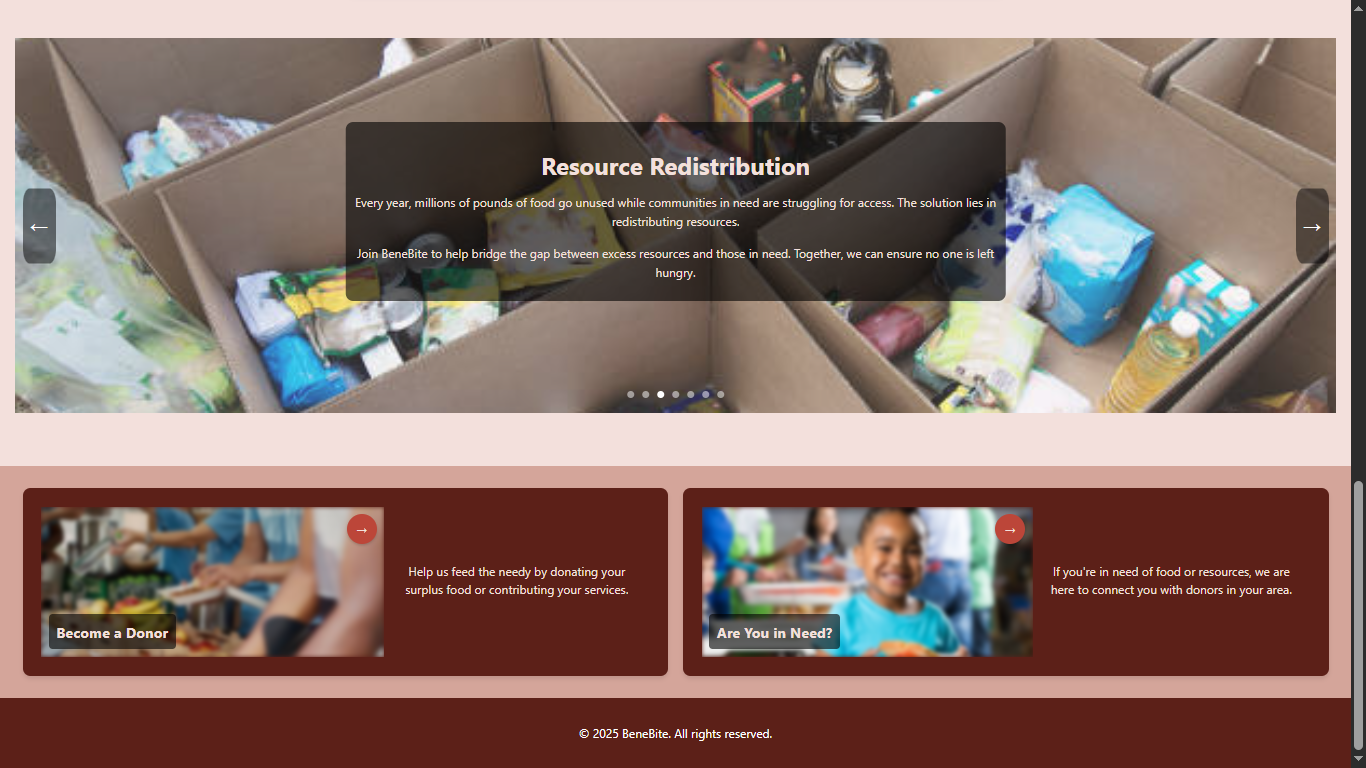 Resource Redistribution
Every year, millions of pounds of food go unused while communities in need are struggling for access. The solution lies in
redistributing resources.
Join BeneBite to help bridge the gap between excess resources and those in need. Together, we can ensure no one is left
hungry.
←
→
→
Become a Donor
Help us feed the needy by donating your
surplus food or contributing your services.
→
Are You in Need?
If you're in need of food or resources, we are
here to connect you with donors in your area.
© 2025 BeneBite. All rights reserved.